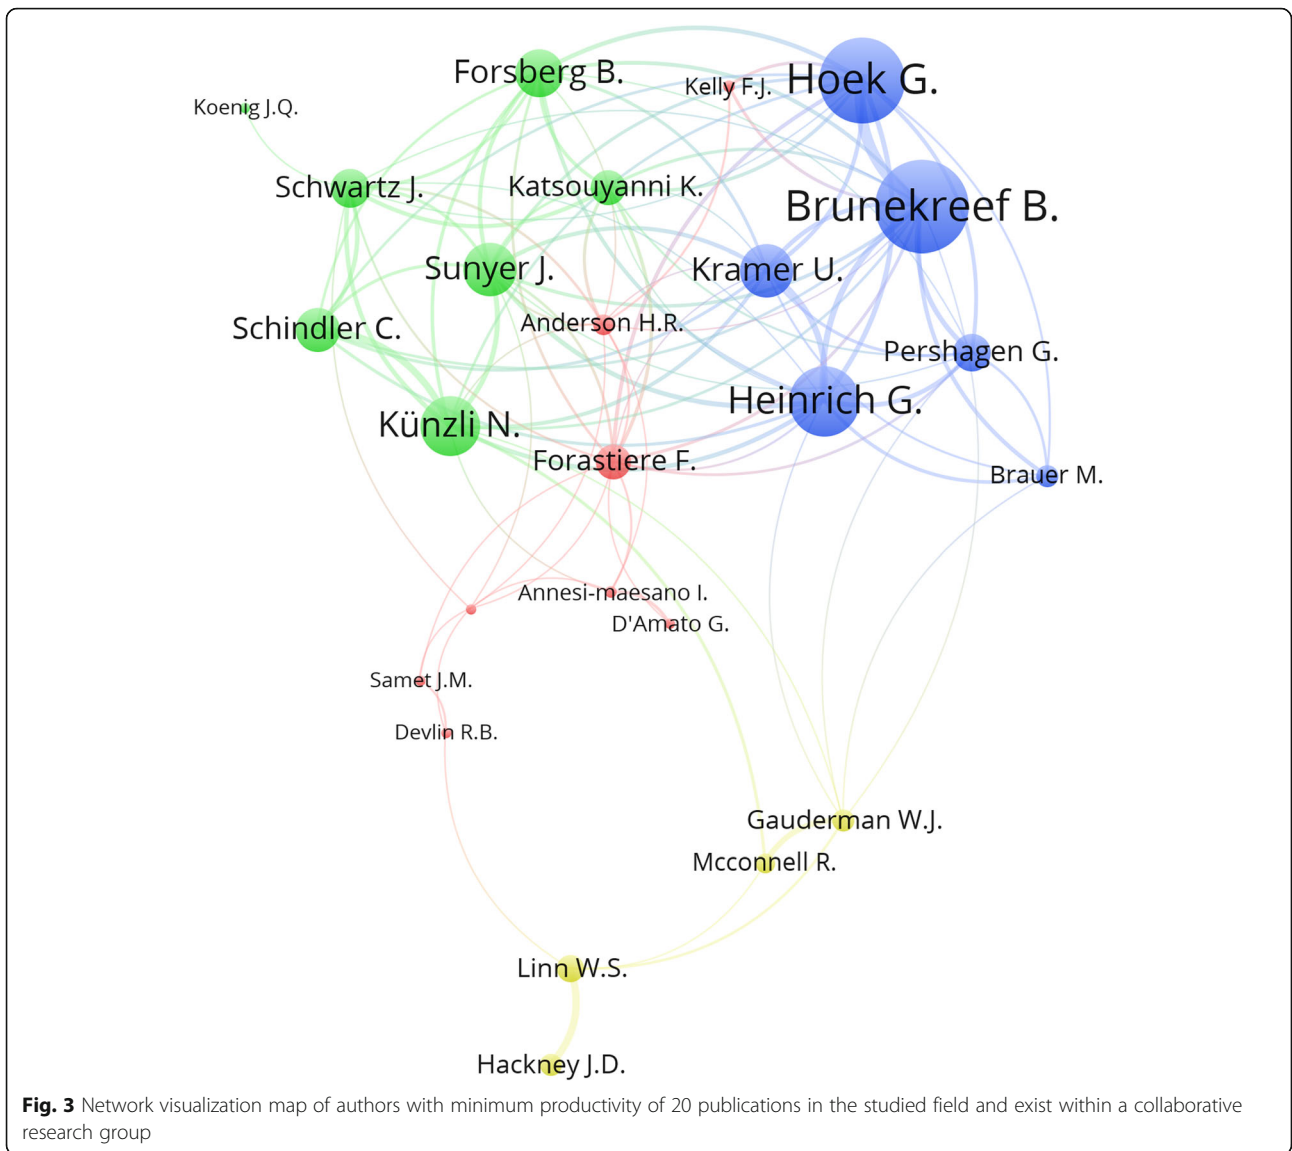 Forsberg B.
Kelly F.J.
Hoek G.
Koenig J.Q.
Schwartz J.
Katsouyanni K.
Brunekreef B.
Sunyer J.
Kramer U.
Schindler C.
Anderson H.R.
Pershagen G.
Heinrich G.
Künzli N.
Forastiere F.
Brauer M.
Annesi-maesano I.
D'Amato G.
Samet J.M.
Devlin R.B.
Gauderman W.J.
Mcconnell R.
Linn W.S.
Hackney J.D.
Fig. 3 Network visualization map of authors with minimum productivity of 20 publications in the studied field and exist within a collaborative
research group